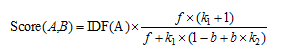 Score(A,B) = IDF(A) × f × (k₁ + 1) / f + k₁ × (1 − b + b × k₂)